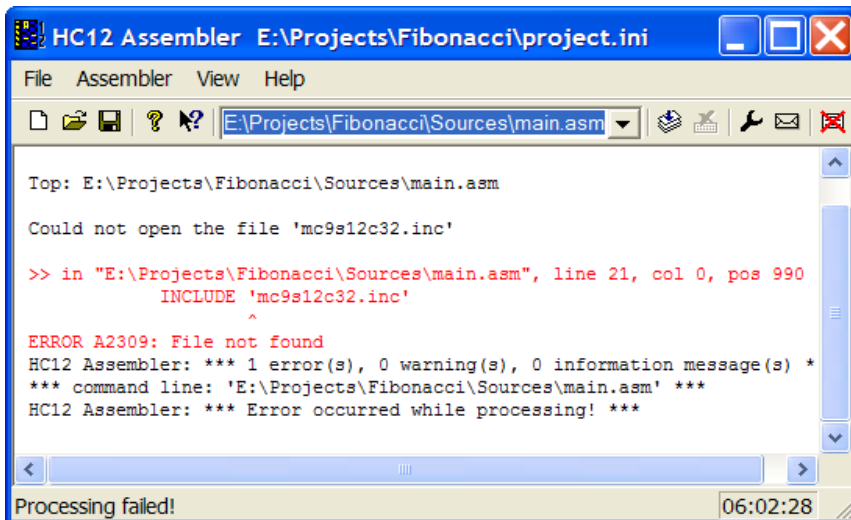 HC12 Assembler E:\Projects\Fibonacci\project.ini
File Assembler View Help
E:\Projects\Fibonacci\Sources\main.asm
Top: E:\Projects\Fibonacci\Sources\main.asm
Could not open the file 'mc9s12c32.inc'
>> in "E:\Projects\Fibonacci\Sources\main.asm", line 21, col 0, pos 990
INCLUDE 'mc9s12c32.inc'
^
ERROR A2309: File not found
HC12 Assembler: *** 1 error(s), 0 warning(s), 0 information message(s) *
*** command line: 'E:\Projects\Fibonacci\Sources\main.asm' ***
HC12 Assembler: *** Error occurred while processing! ***
Processing failed! 06:02:28